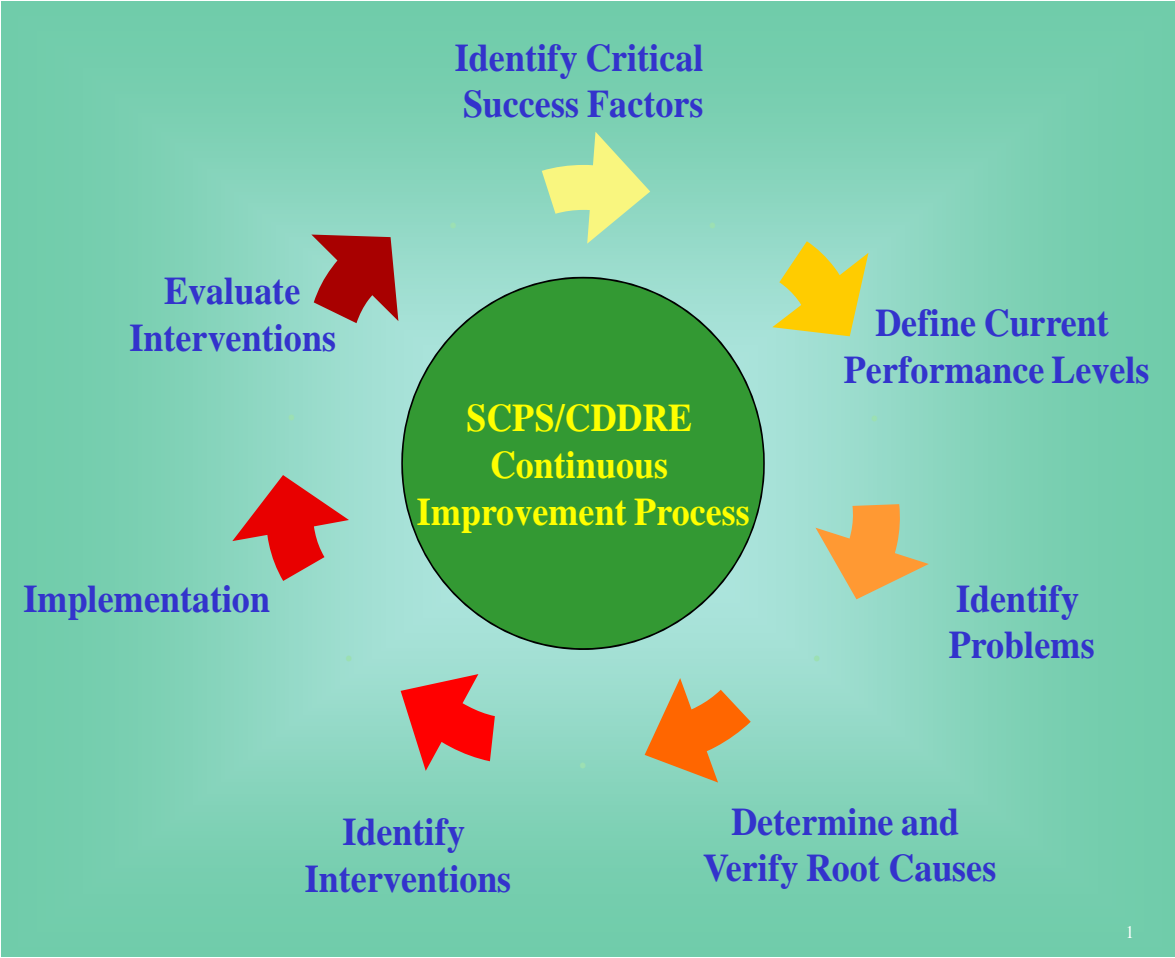 Identify Critical
Success Factors
Define Current
Performance Levels
Identify
Problems
Determine and
Verify Root Causes
Identify
Interventions
Implementation
Evaluate
Interventions
SCPS/CDDRE
Continuous
Improvement Process
1